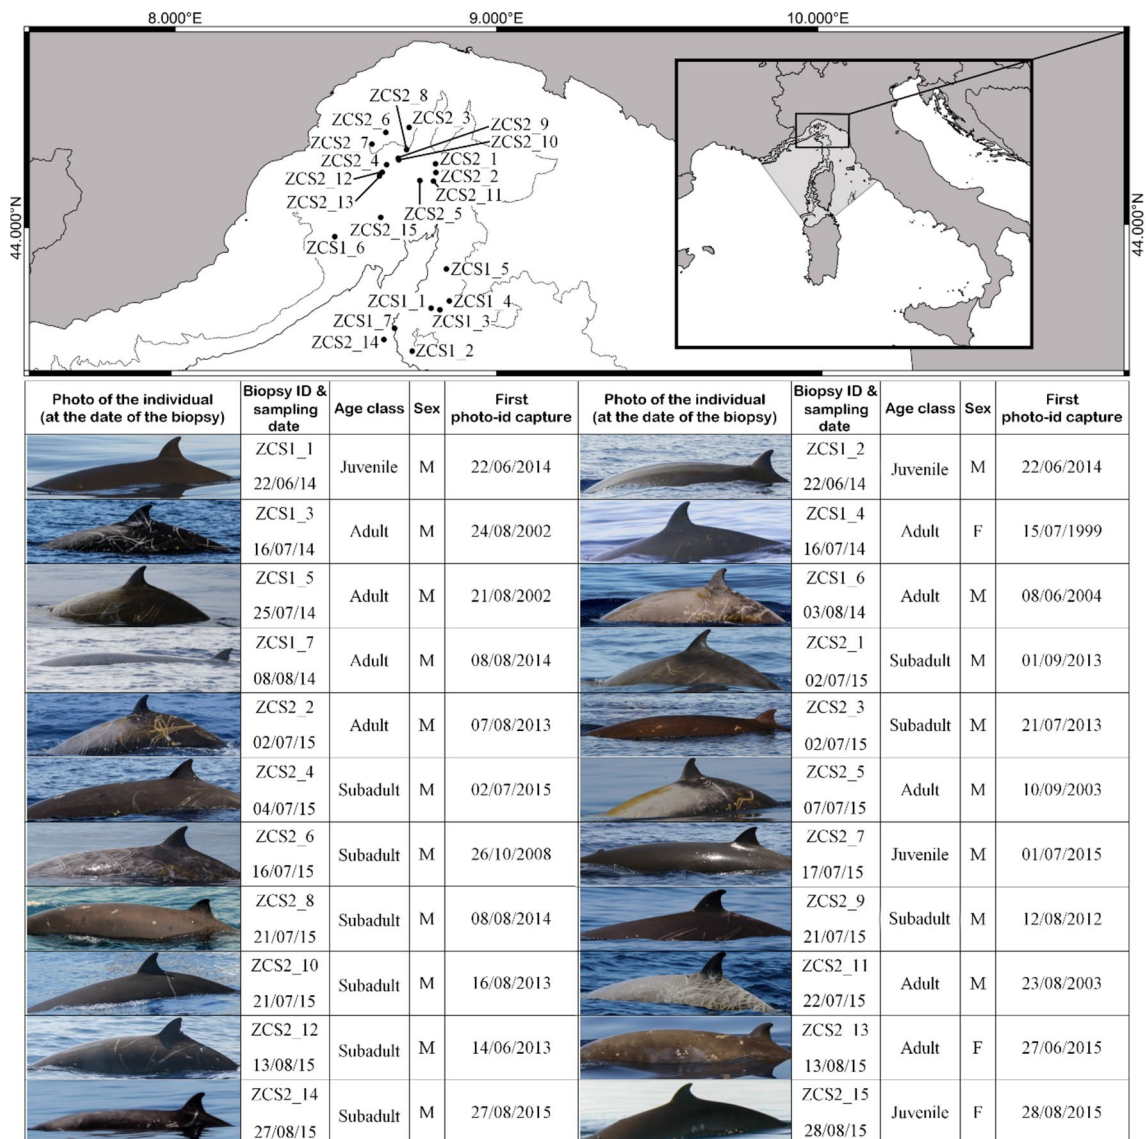 8.000°E 9.000°E 10.000°E
44.000°N
44.000°N
ZCS2_8
ZCS2_6
ZCS2_3
ZCS2_9
ZCS2_7
ZCS2_10
ZCS2_4
ZCS2_1
ZCS2_12
ZCS2_2
ZCS2_13
ZCS2_11
ZCS2_5
ZCS2_15
ZCS1_6
ZCS1_5
ZCS1_1
ZCS1_4
ZCS1_7
ZCS1_3
ZCS2_14
ZCS1_2
Photo of the individual (at the date of the biopsy) Biopsy ID & sampling date Age class Sex First photo-id capture Photo of the individual (at the date of the biopsy) Biopsy ID & sampling date Age class Sex First photo-id capture
ZCS1_1 22/06/14 Juvenile M 22/06/2014 ZCS1_2 22/06/14 Juvenile M 22/06/2014
ZCS1_3 16/07/14 Adult M 24/08/2002 ZCS1_4 16/07/14 Adult F 15/07/1999
ZCS1_5 25/07/14 Adult M 21/08/2002 ZCS1_6 03/08/14 Adult M 08/06/2004
ZCS1_7 08/08/14 Adult M 08/08/2014 ZCS2_1 02/07/15 Subadult M 01/09/2013
ZCS2_2 02/07/15 Adult M 07/08/2013 ZCS2_3 02/07/15 Subadult M 21/07/2013
ZCS2_4 04/07/15 Subadult M 02/07/2015 ZCS2_5 07/07/15 Adult M 10/09/2003
ZCS2_6 16/07/15 Subadult M 26/10/2008 ZCS2_7 17/07/15 Juvenile M 01/07/2015
ZCS2_8 21/07/15 Subadult M 08/08/2014 ZCS2_9 21/07/15 Subadult M 12/08/2012
ZCS2_10 21/07/15 Subadult M 16/08/2013 ZCS2_11 22/07/15 Adult M 23/08/2003
ZCS2_12 13/08/15 Subadult M 14/06/2013 ZCS2_13 13/08/15 Adult F 27/06/2015
ZCS2_14 27/08/15 Subadult M 27/08/2015 ZCS2_15 28/08/15 Juvenile F 28/08/2015